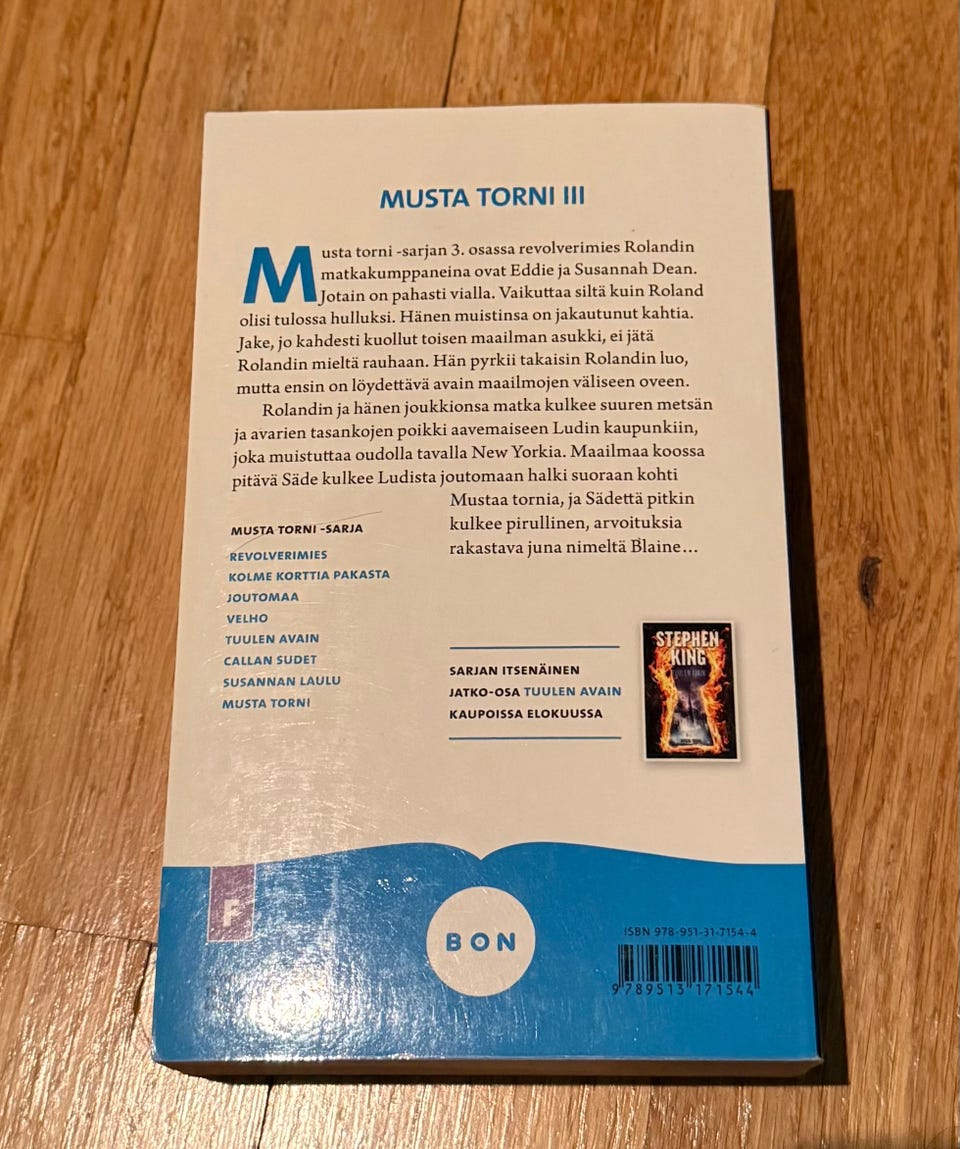 MUSTA TORNI III
Musta torni -sarjan 3. osassa revolverimies Rolandin
matkakumppaneina ovat Eddie ja Susannah Dean.
Jotain on pahasti vialla. Vaikuttaa siltä kuin Roland
olisi tulossa hulluksi. Hänen muistinsa on jakautunut kahtia.
Jake, jo kahdesti kuollut toisen maailman asukki, ei jätä
Rolandin mieltä rauhaan. Hän pyrkii takaisin Rolandin luo,
mutta ensin on löydettävä avain maailmojen väliseen oveen.
Rolandin ja hänen joukkionsa matka kulkee suuren metsän
ja avarien tasankojen poikki aavemaiseen Ludin kaupunkiin,
joka muistuttaa oudolla tavalla New Yorkia. Maailmaa koossa
pitävä Säde kulkee Ludista joutomaan halki suoraan kohti
Mustaa tornia, ja Sädettä pitkin
kulkee pirullinen, arvoituksia
rakastava juna nimeltä Blaine...
MUSTA TORNI -SARJA
REVOLVERIMIES
KOLME KORTTIA PAKASTA
JOUTOMAA
VELHO
TUULEN AVAIN
CALLAN SUDET
SUSANNAN LAULU
MUSTA TORNI
SARJAN ITSENÄINEN
JATKO-OSA TUULEN AVAIN
KAUPOISSA ELOKUUSSA
STEPHEN
KING
TUULEN AVAIN
F
BON
ISBN 978-951-31-7154-4
9 789513 171544